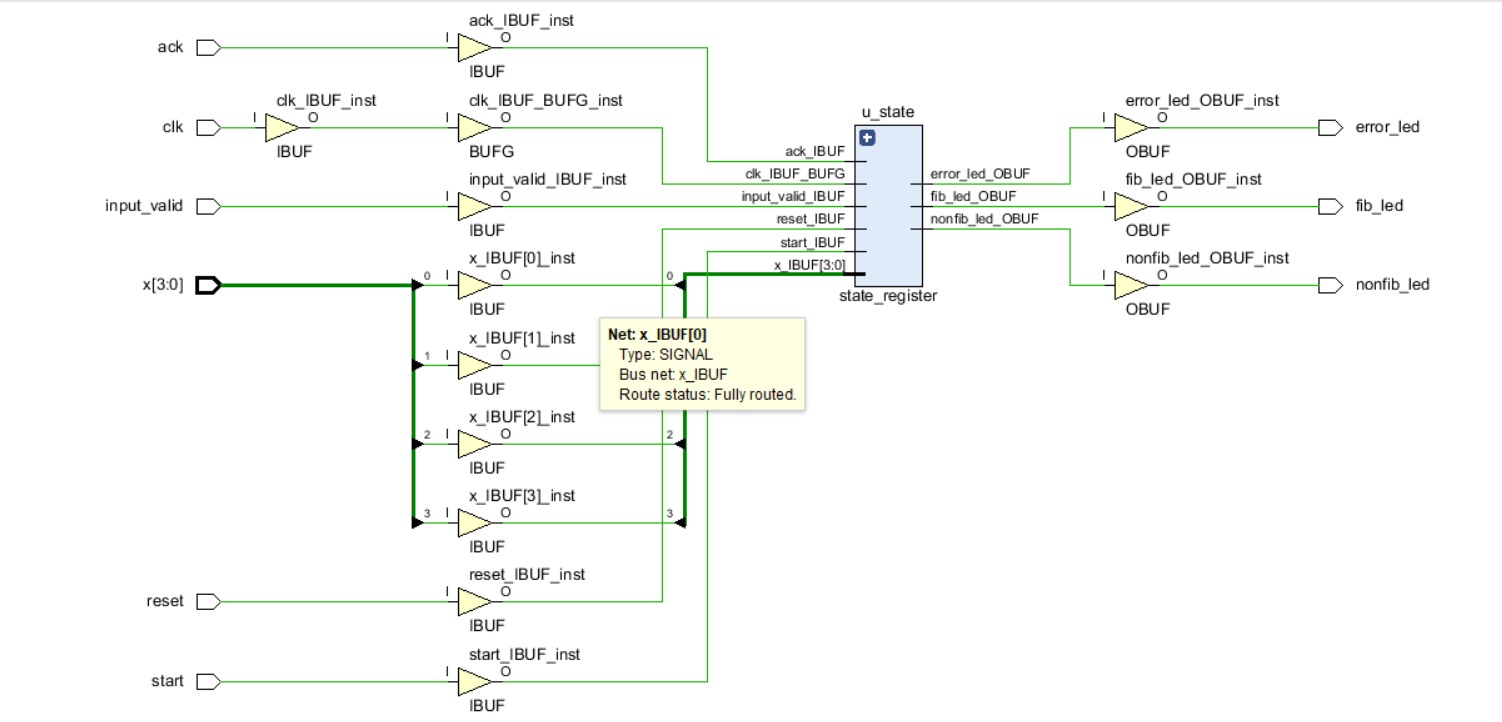 ack_IBUF_inst
ack
I
O
IBUF
clk_IBUF_inst
clk_IBUF_BUFG_inst
u_state
error_led_OBUF_inst
clk
I
O
I
O
I
O
error_led
IBUF
BUFG
OBUF
ack_IBUF
clk_IBUF_BUFG
error_led_OBUF
input_valid_IBUF_inst
fib_led_OBUF_inst
input_valid
I
O
input_valid_IBUF
fib_led_OBUF
I
O
fib_led
IBUF
reset_IBUF
nonfib_led_OBUF
OBUF
start_IBUF
x_IBUF[0]_inst
x_IBUF[3:0]
nonfib_led_OBUF_inst
x[3:0]
0
I
O
0
I
O
nonfib_led
IBUF
state_register
OBUF
x_IBUF[1]_inst
Net: x_IBUF[0]
1
I
O
Type: SIGNAL
Bus net: x_IBUF
IBUF
Route status: Fully routed.
x_IBUF[2]_inst
2
I
O
2
IBUF
x_IBUF[3]_inst
3
I
O
3
IBUF
reset_IBUF_inst
reset
I
O
IBUF
start_IBUF_inst
start
I
O
IBUF